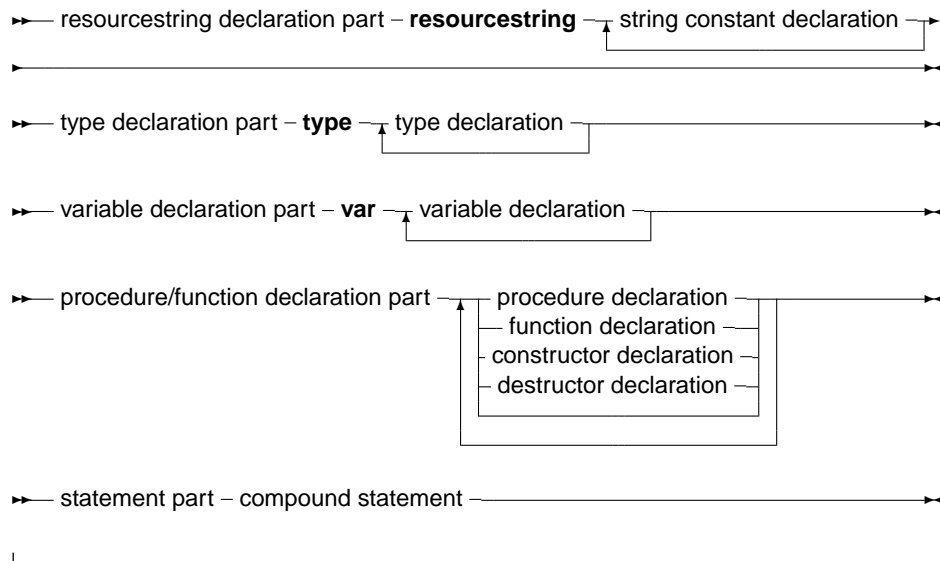 resourcestring declaration part resourcestring string constant declaration
type declaration part type type declaration
variable declaration part var variable declaration
procedure/function declaration part procedure declaration
function declaration
constructor declaration
destructor declaration
statement part compound statement